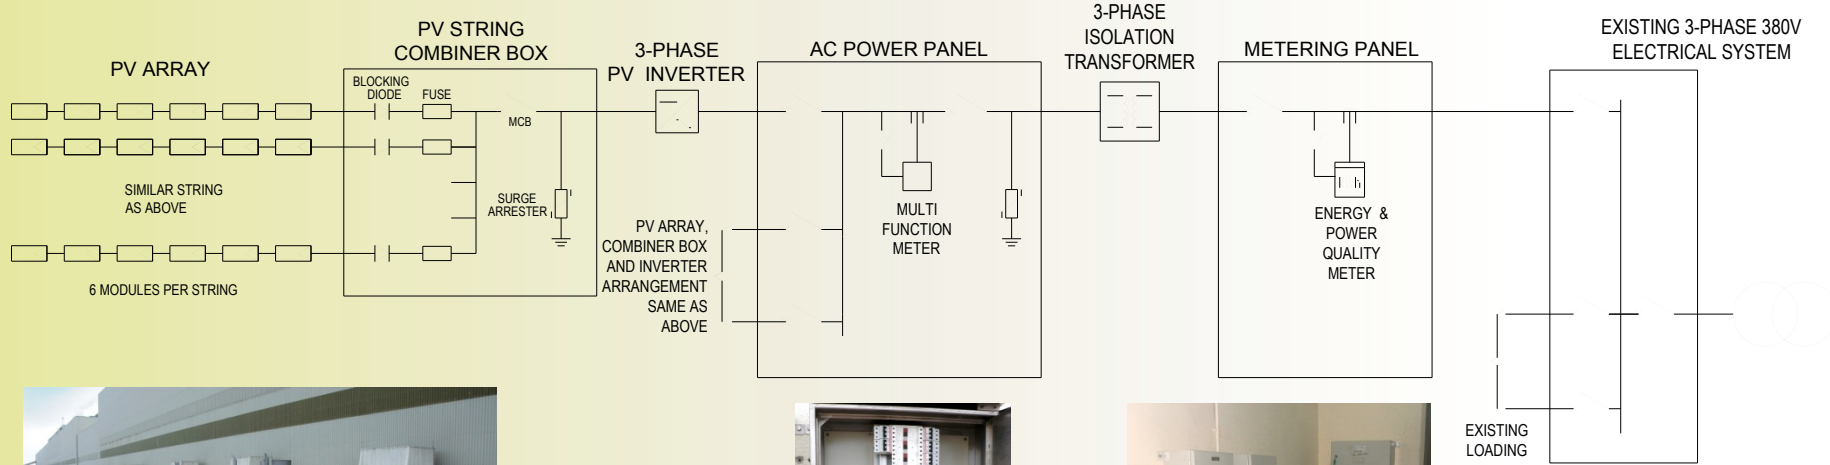 PV ARRAY
PV STRING
COMBINER BOX
3-PHASE
PV INVERTER
AC POWER PANEL
3-PHASE
ISOLATION
TRANSFORMER
METERING PANEL
EXISTING 3-PHASE 380V
ELECTRICAL SYSTEM
BLOCKING
DIODE
FUSE
MCB
SURGE
ARRESTER
SIMILAR STRING
AS ABOVE
6 MODULES PER STRING
PV ARRAY,
COMBINER BOX
AND INVERTER
ARRANGEMENT
SAME AS
ABOVE
MULTI
FUNCTION
METER
ENERGY &
POWER
QUALITY
METER
EXISTING
LOADING